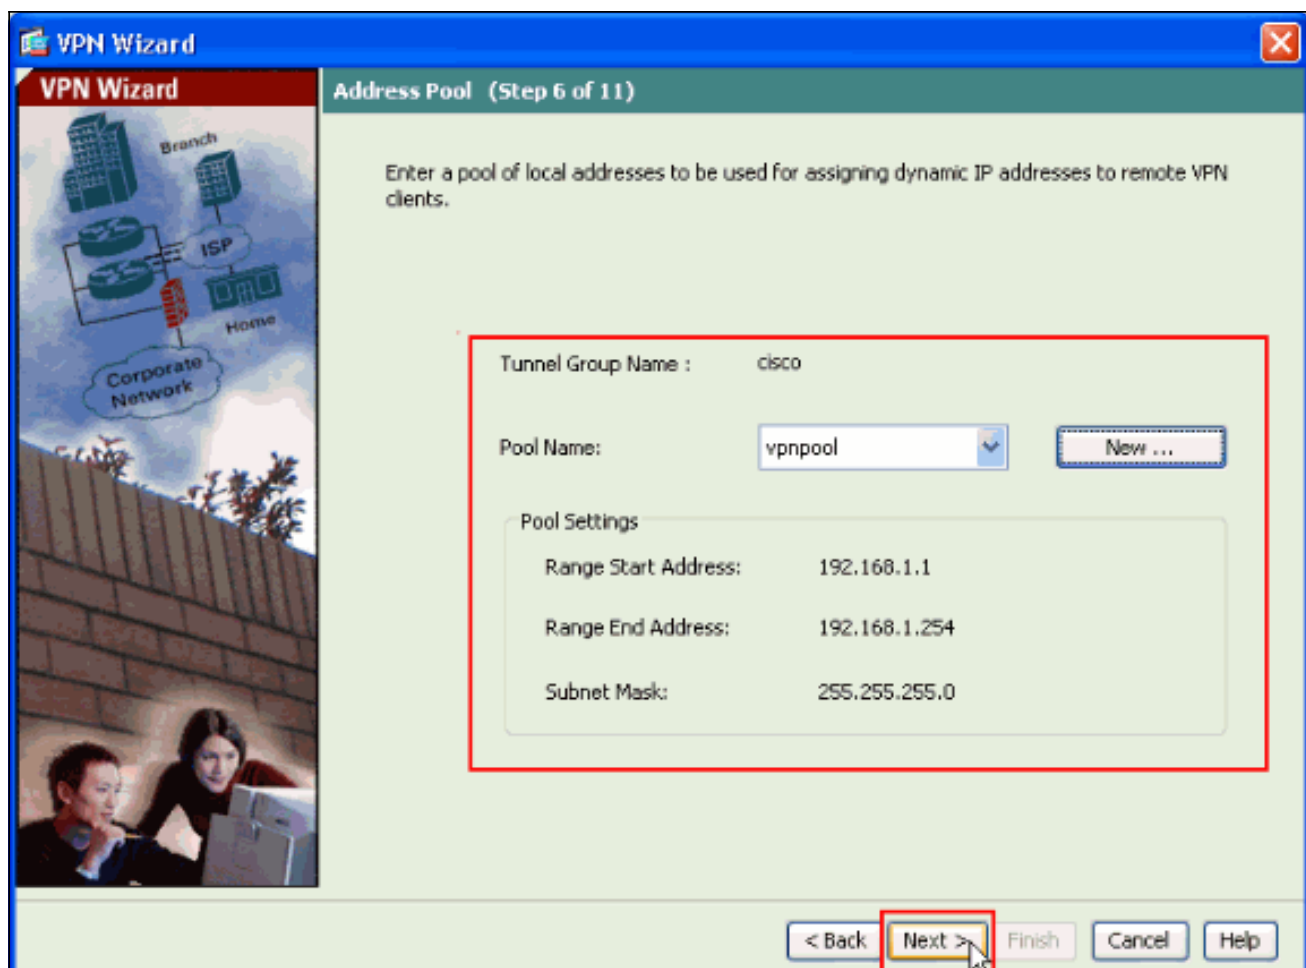 VPN Wizard
VPN Wizard
Address Pool (Step 6 of 11)
Branch
ISP
Home
Corporate
Network
Enter a pool of local addresses to be used for assigning dynamic IP addresses to remote VPN
clients.
Tunnel Group Name : cisco
Pool Name: vpnpool New ...
Pool Settings
Range Start Address: 192.168.1.1
Range End Address: 192.168.1.254
Subnet Mask: 255.255.255.0
< Back Next > Finish Cancel Help